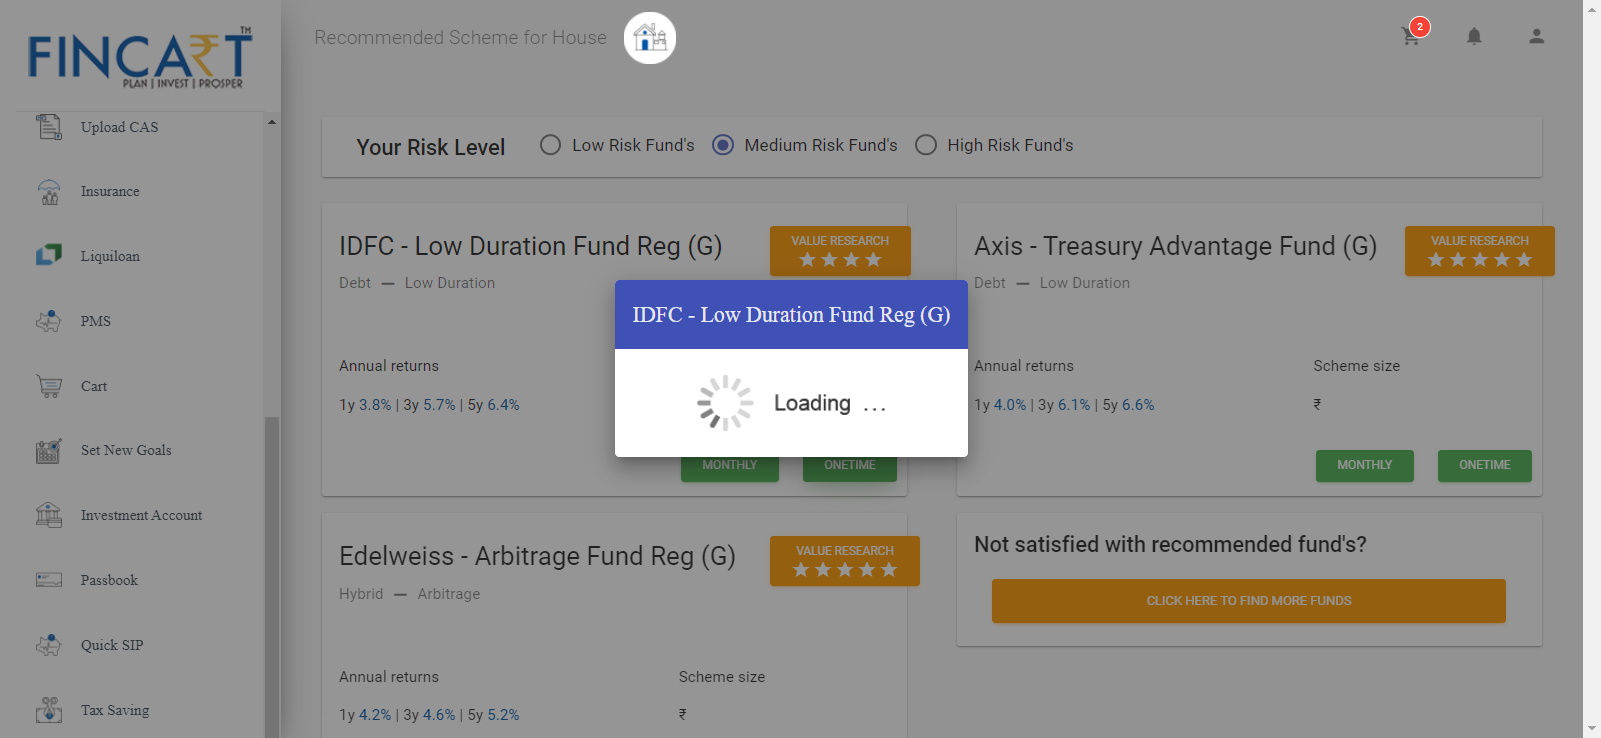 FINCART TM
PLAN | INVEST | PROSPER
Upload CAS
Insurance
Liquiloan
PMS
Cart
Set New Goals
Investment Account
Passbook
Quick SIP
Tax Saving
Recommended Scheme for House
2
Your Risk Level Low Risk Fund's Medium Risk Fund's High Risk Fund's
IDFC - Low Duration Fund Reg (G)
VALUE RESEARCH
Debt — Low Duration
Annual returns
1y 3.8% | 3y 5.7% | 5y 6.4%
MONTHLY ONETIME
Axis - Treasury Advantage Fund (G)
VALUE RESEARCH
Debt — Low Duration
Annual returns Scheme size
1y 4.0% | 3y 6.1% | 5y 6.6% ₹
MONTHLY ONETIME
IDFC - Low Duration Fund Reg (G)
Loading ...
Edelweiss - Arbitrage Fund Reg (G)
VALUE RESEARCH
Hybrid — Arbitrage
Annual returns Scheme size
1y 4.2% | 3y 4.6% | 5y 5.2% ₹
Not satisfied with recommended fund's?
CLICK HERE TO FIND MORE FUNDS